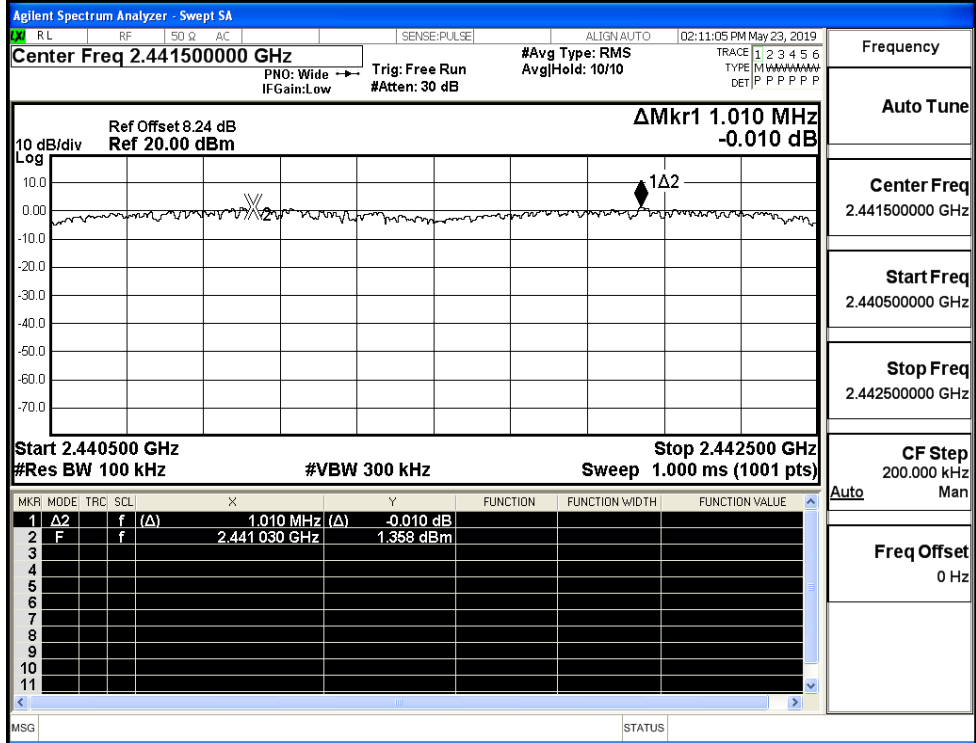 Agilent Spectrum Analyzer - Swept SA
LXI RL RF 50 Ω AC SENSE:PULSE ALIGN AUTO 02:11:05 PM May 23, 2019
Center Freq 2.441500000 GHz
#Avg Type: RMS
TRACE 1 2 3 4 5 6
PNO: Wide Trig: Free Run Avg|Hold: 10/10
TYPE M WWWWW
IFGain:Low #Atten: 30 dB
DET P P P P P P
ΔMkr1 1.010 MHz
-0.010 dB
Ref Offset 8.24 dB
10 dB/div Ref 20.00 dBm
Log
10.0
0.00
-10.0
-20.0
-30.0
-40.0
-50.0
-60.0
-70.0
2
1Δ2
Start 2.440500 GHz Stop 2.442500 GHz
#Res BW 100 kHz #VBW 300 kHz Sweep 1.000 ms (1001 pts)
MKR MODE TRC SCL X Y FUNCTION FUNCTION WIDTH FUNCTION VALUE
1 Δ2 f (Δ) 1.010 MHz (Δ) -0.010 dB
2 F f 2.441 030 GHz 1.358 dBm
3
4
5
6
7
8
9
10
11
MSG STATUS
Frequency
Auto Tune
Center Freq
2.441500000 GHz
Start Freq
2.440500000 GHz
Stop Freq
2.442500000 GHz
CF Step
200.000 kHz
Auto Man
Freq Offset
0 Hz